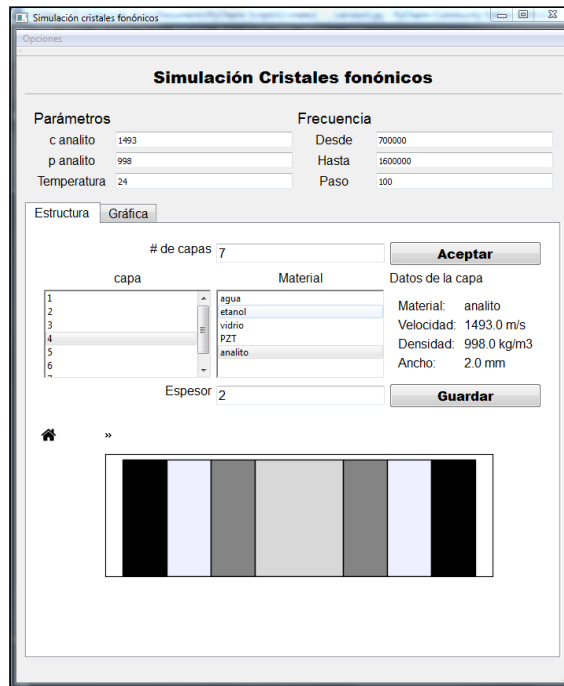 Simulación cristales fonónicos
Opciones
Simulación Cristales fonónicos
Parámetros
Frecuencia
c analito 1493
Desde 700000
p analito 998
Hasta 1600000
Temperatura 24
Paso 100
Estructura Gráfica
# de capas 7 Aceptar
capa Material Datos de la capa
1
2
3
4
5
6
agua
etanol
vidrio
PZT
analito
Material: analito
Velocidad: 1493.0 m/s
Densidad: 998.0 kg/m3
Ancho: 2.0 mm
Espesor 2 Guardar
»